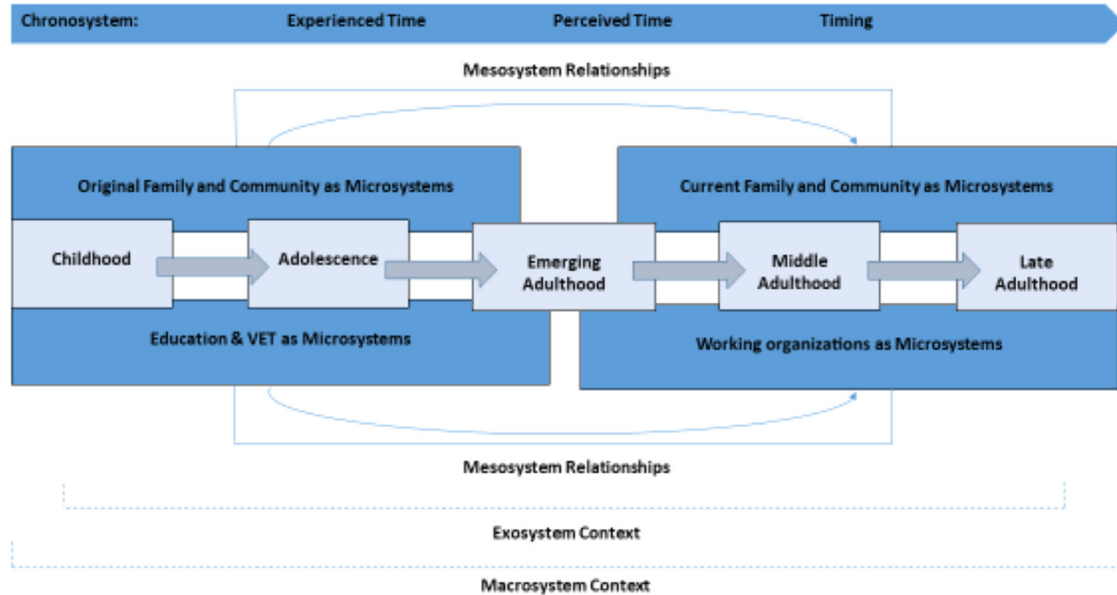 Chronosystem: Experienced Time Perceived Time Timing
Mesosystem Relationships
Original Family and Community as Microsystems
Current Family and Community as Microsystems
Childhood
Adolescence
Emerging
Adulthood
Middle
Adulthood
Late
Adulthood
Education & VET as Microsystems
Working organizations as Microsystems
Mesosystem Relationships
Exosystem Context
Macrosystem Context